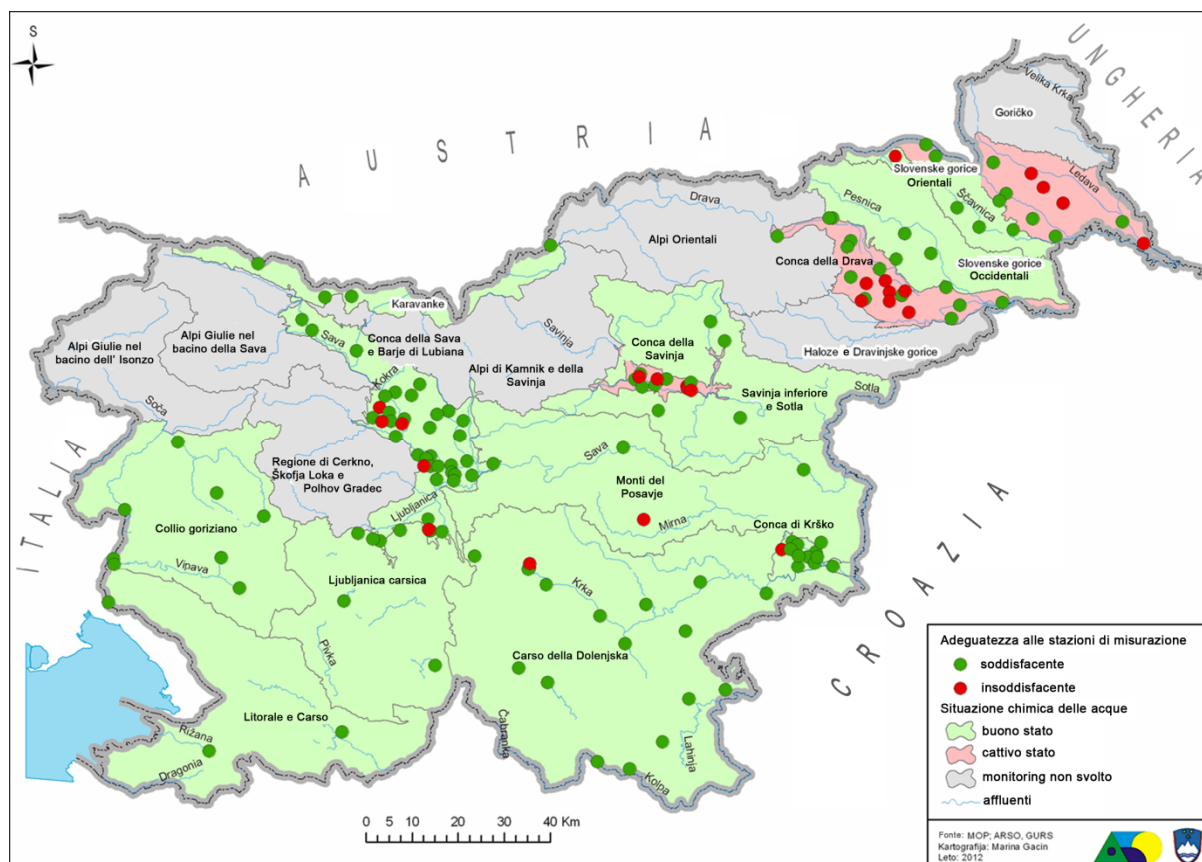 S
AUSTRIA
UNGHERIA
Velika Krka
Goričko
Slovenske gorice
Orientali
Ledava
Ščavnica
Pesnica
Drava
Alpi Orientali
Conca della Drava
Slovenske gorice
Occidentali
Karavanke
Savinja
Haloze e Dravinjske gorice
Alpi Giulie nel
bacino dell' Isonzo
Alpi Giulie nel
bacino della Sava
Sava
Conca della Sava
e Barje di Lubiana
Kokra
Alpi di Kamnik e della
Savinja
Conca della
Savinja
Savinja inferiore
e Sotla
Sotla
Soča
ITALIA
Regione di Cerkno,
Škofja Loka e
Polhov Gradec
Sava
Monti del
Posavje
Mirna
Conca di Krško
CROAZIA
Ljubljanica
Collio goriziano
Vipava
Ljubljanica carsica
Krka
Pivka
Carso della Dolenjska
Litorale e Carso
Rižana
Dragonja
Čabranka
Kolpa
Lahinja
0 5 10 20 30 40 Km
Adeguatezza alle stazioni di misurazione
soddisfacente
insoddisfacente
Situazione chimica delle acque
buono stato
cattivo stato
monitoring non svolto
affluenti
Fonte: MOP; ARSO, GURS
Kartografija: Marina Gacin
Leto: 2012